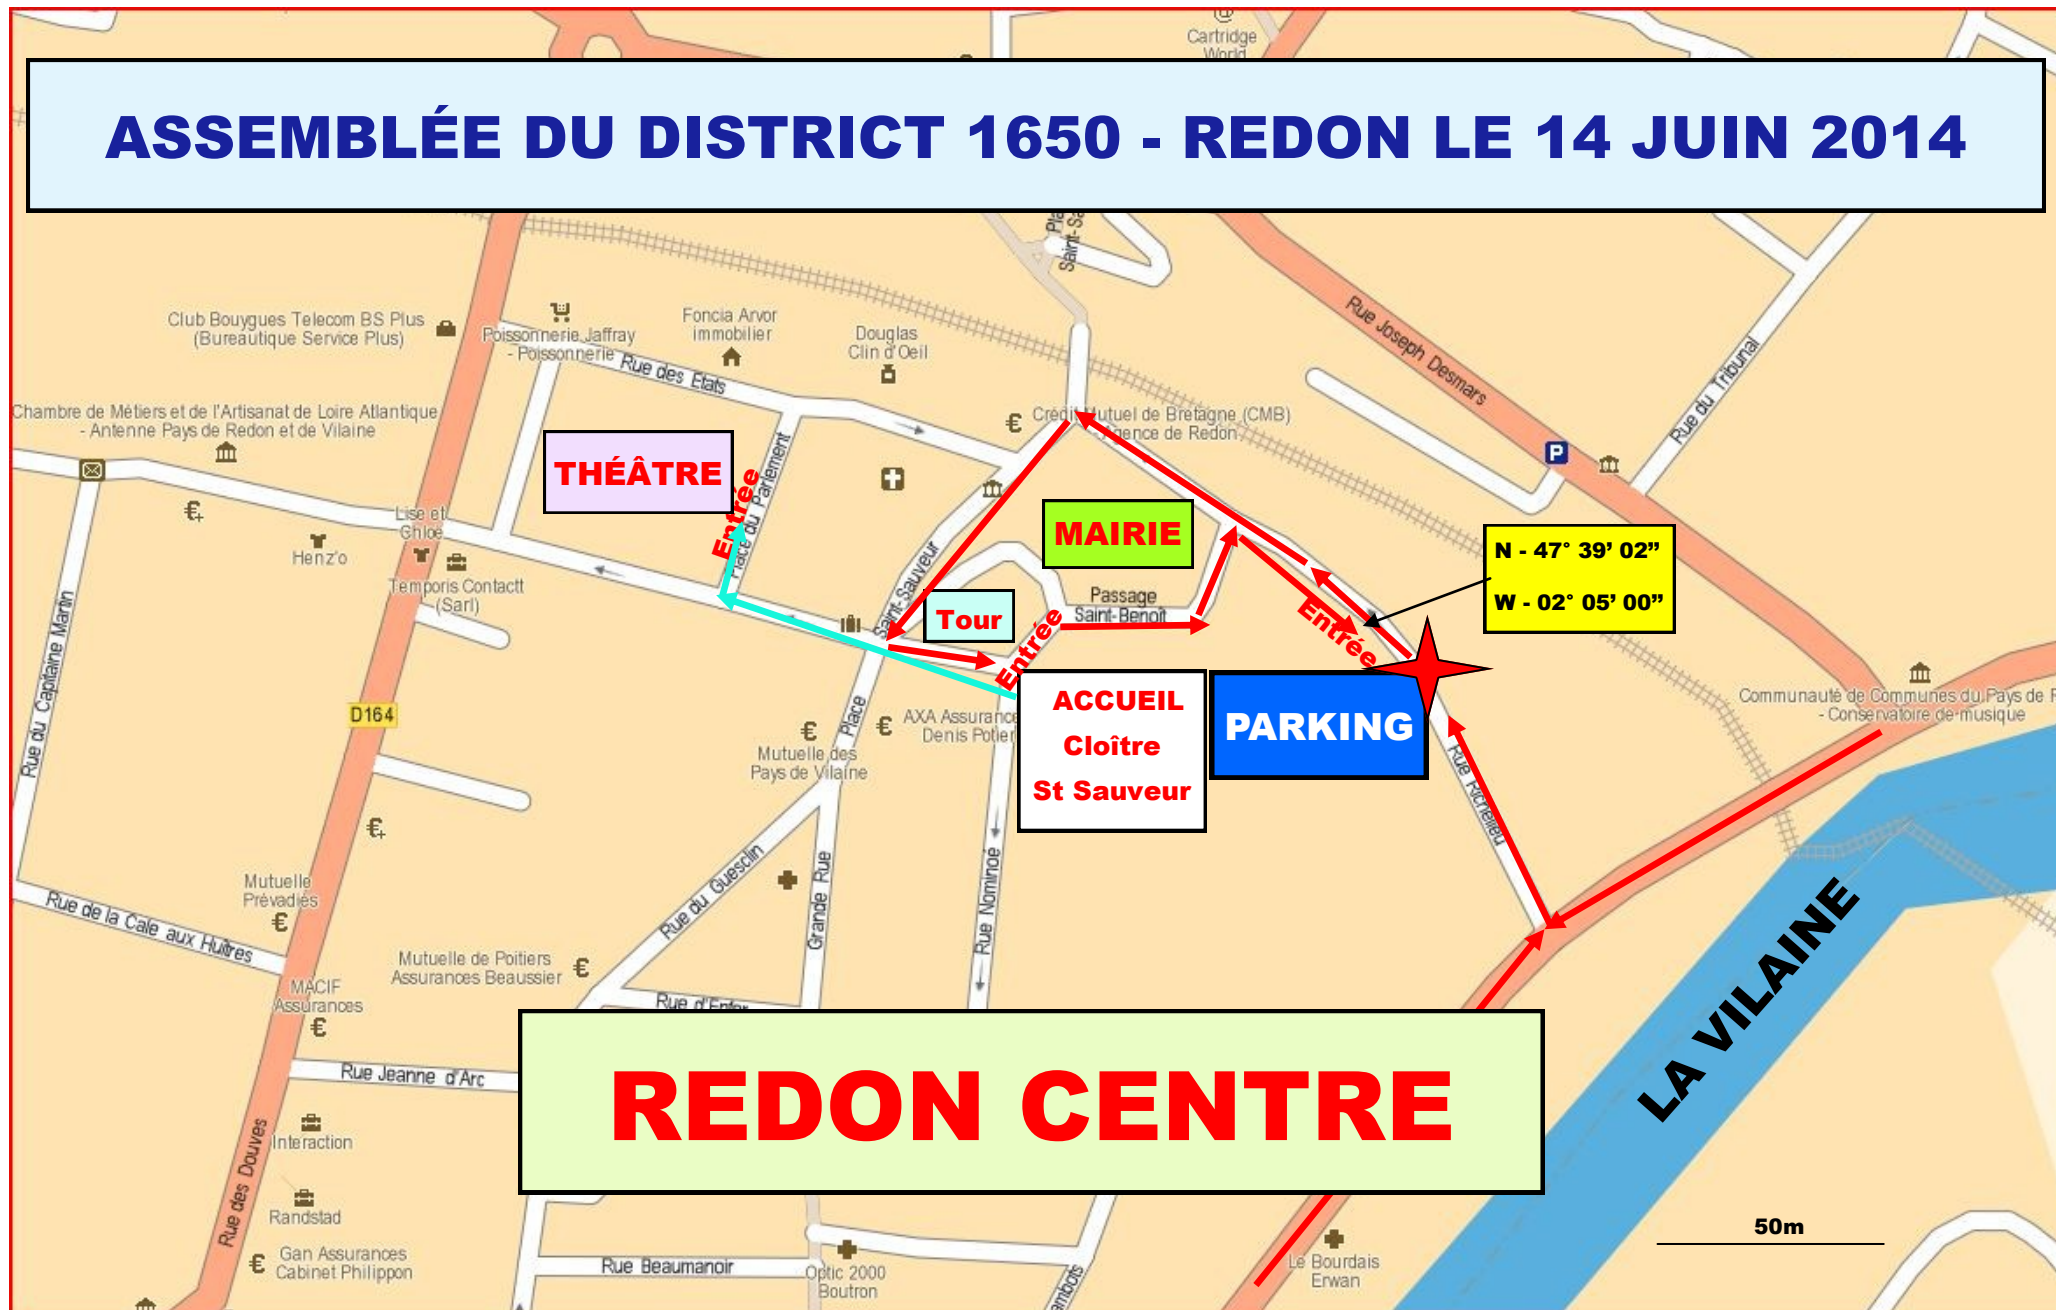 @
Cartridge
World
ASSEMBLÉE DU DISTRICT 1650 - REDON LE 14 JUIN 2014
Saint-Sa
Club Bouygues Telecom BS Plus
(Bureautique Service Plus)
Poissonnerie Jaffray
- Poissonnerie
Foncia Arvor
immobilier
Douglas
Clin d'Oeil
Rue des Etats
Rue Joseph Desmars
Rue du Tribunal
Chambre de Métiers et de l'Artisanat de Loire Atlantique
- Antenne Pays de Redon et de Vilaine
Crédit Mutuel de Bretagne (CMB)
- Agence de Redon
THÉÂTRE
Entrée
Place du Parlement
P
Lise et
Chloé
Henz'o
Temporis Contactt
(Sarl)
MAIRIE
N - 47° 39’ 02”
W - 02° 05’ 00”
Saint-Sauveur
Place
Tour
Passage
Saint-Benoît
Entrée
Entrée
Rue du Capitaine Martin
D164
ACCUEIL
Cloître
St Sauveur
PARKING
AXA Assurance
Denis Potier
Mutuelle des
Pays de Vilaine
Communauté de Communes du Pays de R
- Conservatoire de musique
Rue Richelieu
Rue du Guesclin
Grande Rue
Rue Nominoe
Mutuelle
Prévadiès
Rue de la Cale aux Huîtres
Mutuelle de Poitiers
Assurances Beaussier
MACIF
Assurances
Rue d'Enfer
LA VILAINE
REDON CENTRE
Rue Jeanne d'Arc
Interaction
Rue des Douves
Randstad
Gan Assurances
Cabinet Philippon
Rue Beaumanoir
Optic 2000
Boutron
ambots
Le Bourdais
Erwan
50m